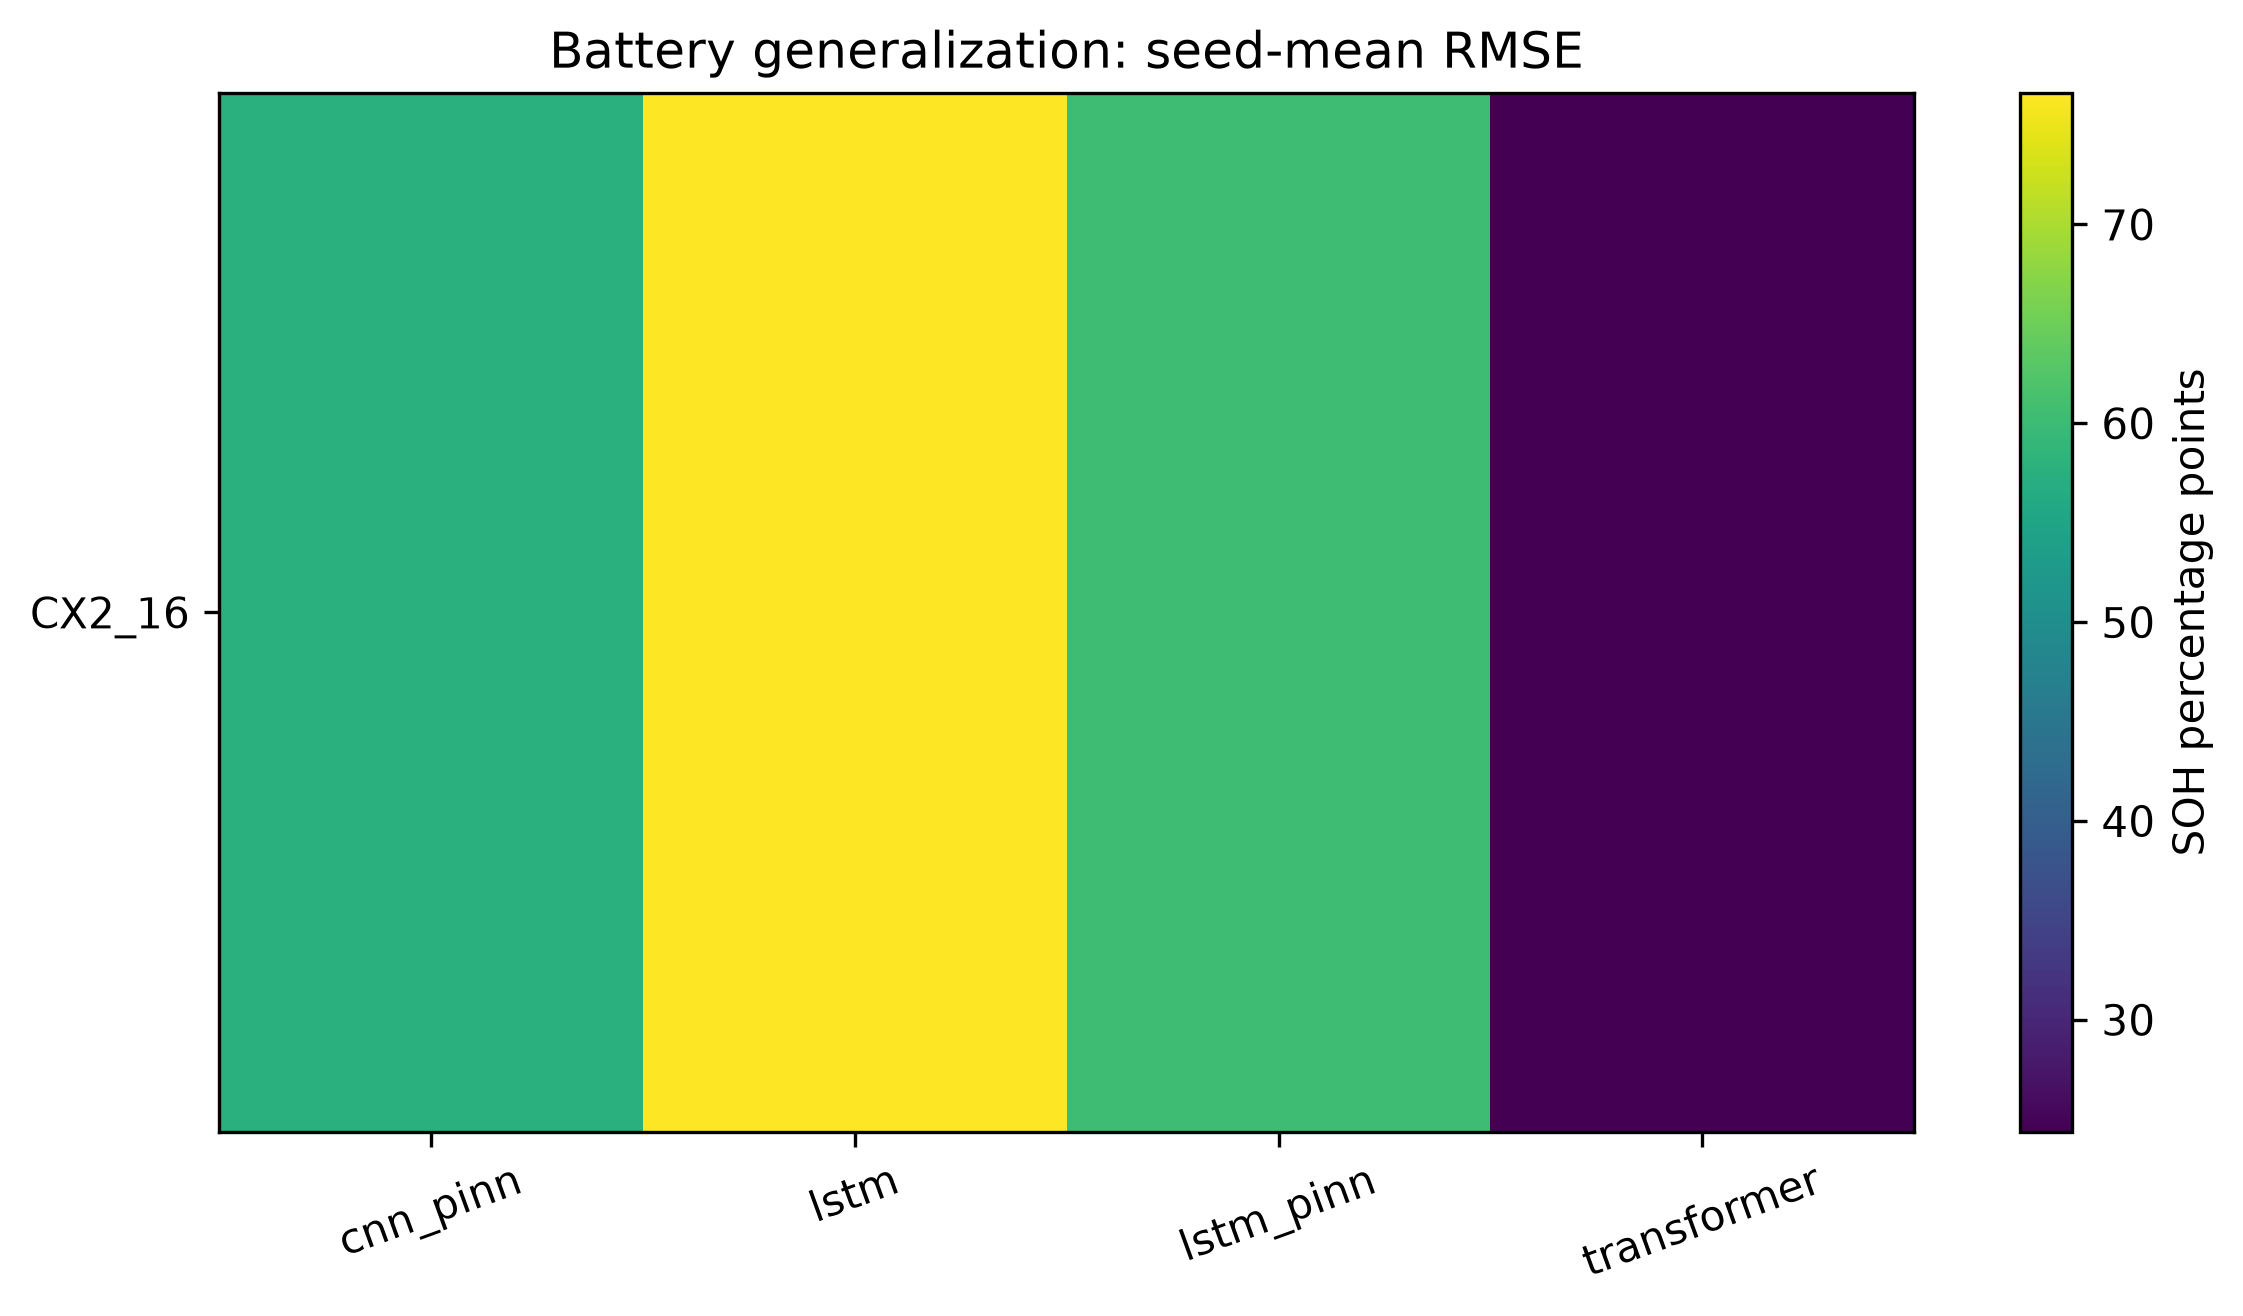 Battery generalization: seed-mean RMSE
CX2_16
cnn_pinn
lstm
lstm_pinn
transformer
70
60
50
40
30
SOH percentage points